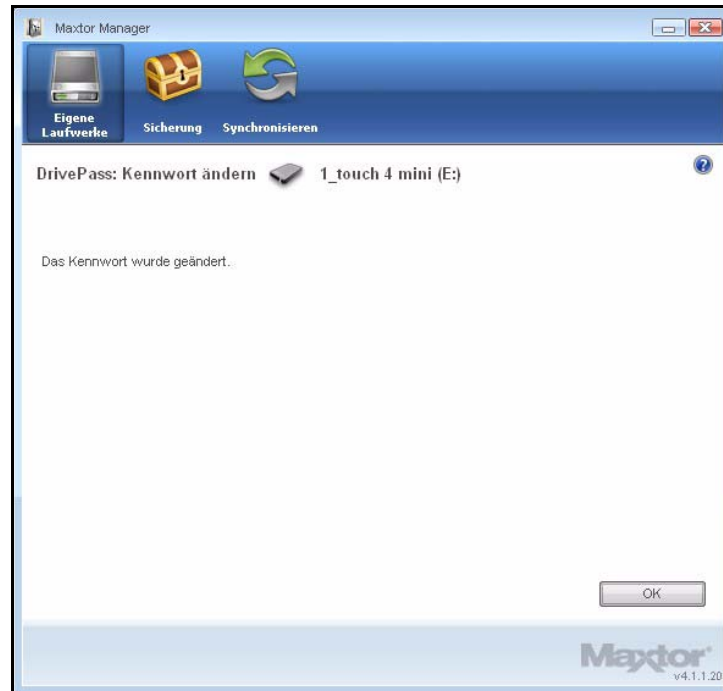 Maxtor Manager
Eigene
Laufwerke
Sicherung
Synchronisieren
DrivePass: Kennwort ändern 1_touch 4 mini (E:)
Das Kennwort wurde geändert.
OK
Maxtor
v4.1.1.20